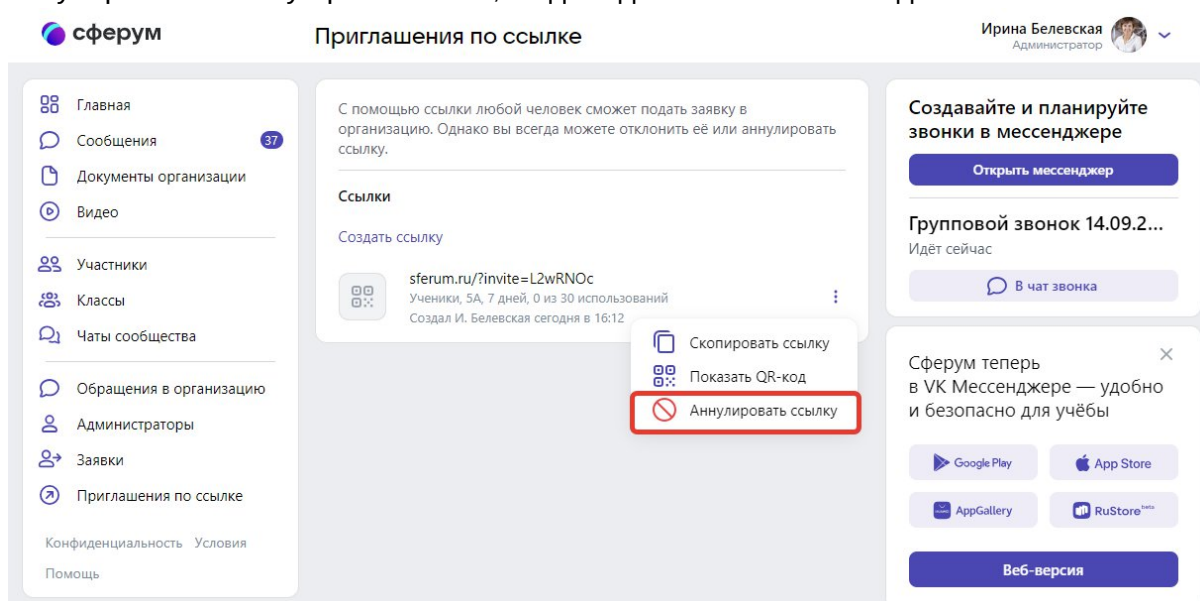 сферум
Приглашения по ссылке
Ирина Белевская
Администратор
Главная
Сообщения 37
Документы организации
Видео
Участники
Классы
Чаты сообщества
Обращения в организацию
Администраторы
Заявки
Приглашения по ссылке
Конфиденциальность Условия
Помощь
С помощью ссылки любой человек сможет подать заявку в
организацию. Однако вы всегда можете отклонить её или аннулировать
ссылку.
Ссылки
Создать ссылку
sferum.ru/?invite=L2wRNOc
Ученики, 5А, 7 дней, 0 из 30 использований
Создал И. Белевская сегодня в 16:12
Скопировать ссылку
Показать QR-код
Аннулировать ссылку
Создавайте и планируйте
звонки в мессенджере
Открыть мессенджер
Групповой звонок 14.09.2...
Идёт сейчас
В чат звонка
Сферум теперь
в VK Мессенджере — удобно
и безопасно для учёбы
Google Play
App Store
AppGallery
RuStore beta
Веб-версия